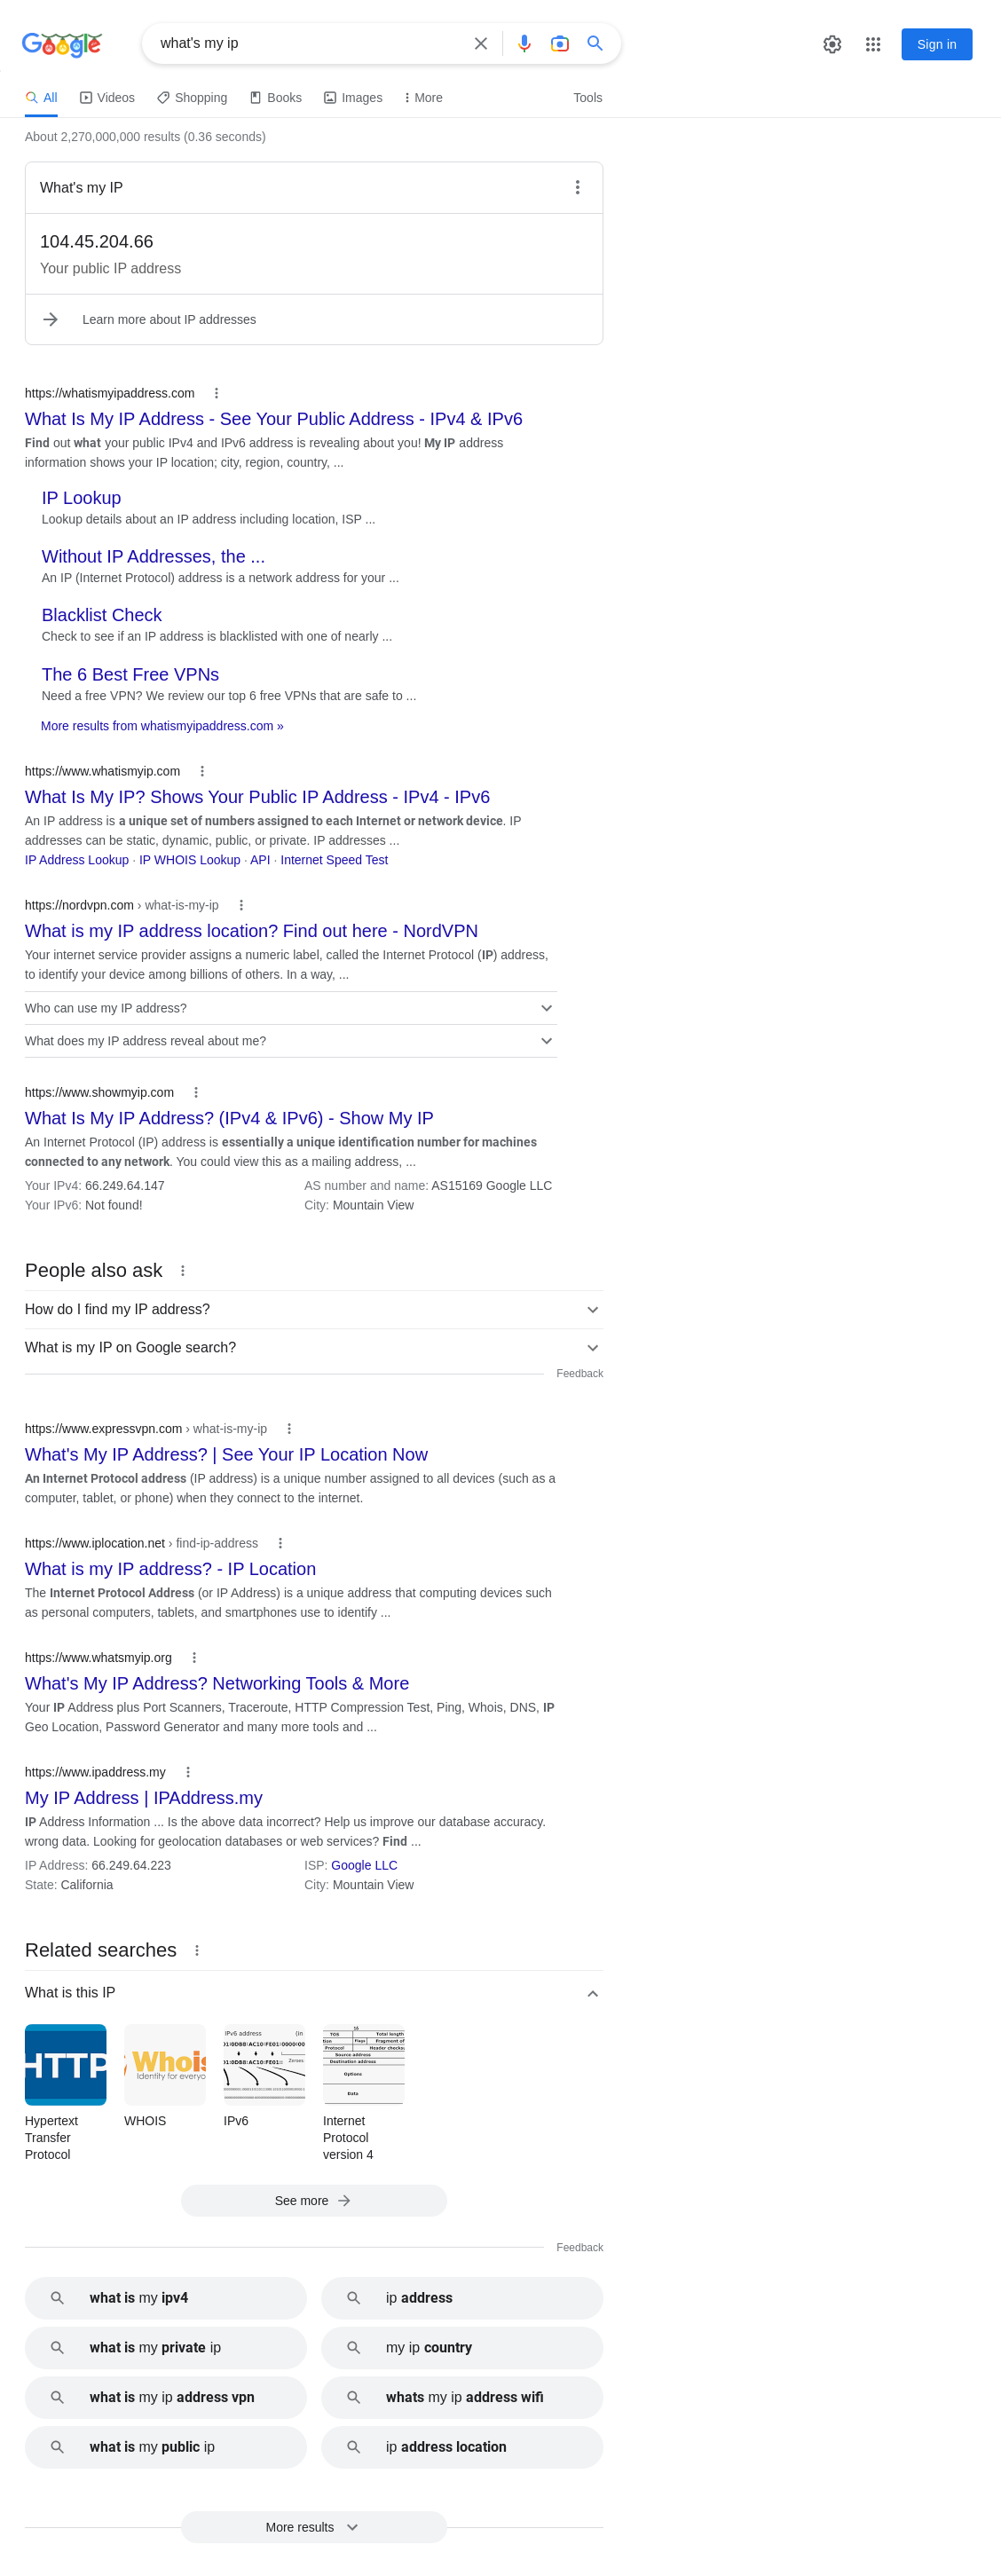 Google
what's my ip
Sign in
All
Videos
Shopping
Books
Images
More
Tools
About 2,270,000,000 results (0.36 seconds)
What's my IP
104.45.204.66
Your public IP address
Learn more about IP addresses
https://whatismyipaddress.com
What Is My IP Address - See Your Public Address - IPv4 & IPv6
Find out what your public IPv4 and IPv6 address is revealing about you! My IP address
information shows your IP location; city, region, country, ...
IP Lookup
Lookup details about an IP address including location, ISP ...
Without IP Addresses, the ...
An IP (Internet Protocol) address is a network address for your ...
Blacklist Check
Check to see if an IP address is blacklisted with one of nearly ...
The 6 Best Free VPNs
Need a free VPN? We review our top 6 free VPNs that are safe to ...
More results from whatismyipaddress.com »
https://www.whatismyip.com
What Is My IP? Shows Your Public IP Address - IPv4 - IPv6
An IP address is a unique set of numbers assigned to each Internet or network device. IP
addresses can be static, dynamic, public, or private. IP addresses ...
IP Address Lookup · IP WHOIS Lookup · API · Internet Speed Test
https://nordvpn.com › what-is-my-ip
What is my IP address location? Find out here - NordVPN
Your internet service provider assigns a numeric label, called the Internet Protocol (IP) address,
to identify your device among billions of others. In a way, ...
Who can use my IP address?
What does my IP address reveal about me?
https://www.showmyip.com
What Is My IP Address? (IPv4 & IPv6) - Show My IP
An Internet Protocol (IP) address is essentially a unique identification number for machines
connected to any network. You could view this as a mailing address, ...
Your IPv4: 66.249.64.147
AS number and name: AS15169 Google LLC
Your IPv6: Not found!
City: Mountain View
People also ask
How do I find my IP address?
What is my IP on Google search?
Feedback
https://www.expressvpn.com › what-is-my-ip
What's My IP Address? | See Your IP Location Now
An Internet Protocol address (IP address) is a unique number assigned to all devices (such as a
computer, tablet, or phone) when they connect to the internet.
https://www.iplocation.net › find-ip-address
What is my IP address? - IP Location
The Internet Protocol Address (or IP Address) is a unique address that computing devices such
as personal computers, tablets, and smartphones use to identify ...
https://www.whatsmyip.org
What's My IP Address? Networking Tools & More
Your IP Address plus Port Scanners, Traceroute, HTTP Compression Test, Ping, Whois, DNS, IP
Geo Location, Password Generator and many more tools and ...
https://www.ipaddress.my
My IP Address | IPAddress.my
IP Address Information ... Is the above data incorrect? Help us improve our database accuracy.
wrong data. Looking for geolocation databases or web services? Find ...
IP Address: 66.249.64.223
ISP: Google LLC
State: California
City: Mountain View
Related searches
What is this IP
HTTP
Whois
Identity for everyo
IPv6 address
(in
Zeroes
16
TOS
Total length
tion
Flags
Fragment of
Protocol
Header checksu
Source address
Destination address
Options
Data
Hypertext
Transfer
Protocol
WHOIS
IPv6
Internet
Protocol
version 4
See more
Feedback
what is my ipv4
ip address
what is my private ip
my ip country
what is my ip address vpn
whats my ip address wifi
what is my public ip
ip address location
More results